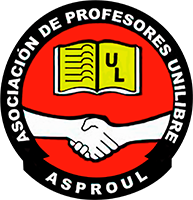 ASOCIACIÓN DE PROFESORES UNILIBRE
UL
ASPROUL